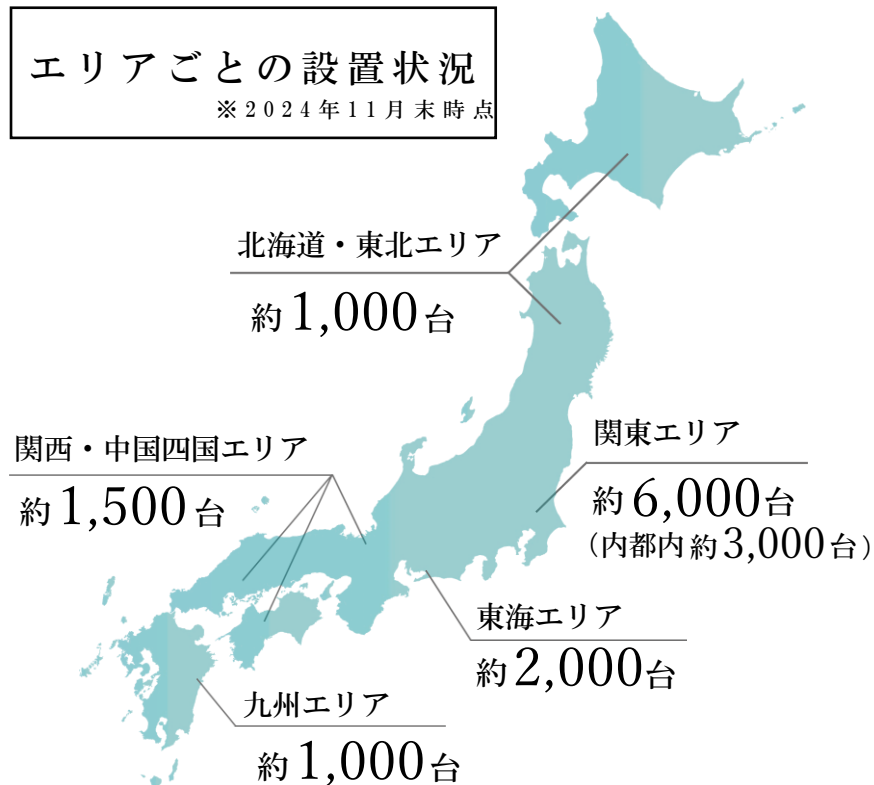 エリアごとの設置状況
※2024年11月末時点
北海道・東北エリア
約1,000台
関西・中国四国エリア
約1,500台
関東エリア
約6,000台
（内都内約3,000台）
東海エリア
約2,000台
九州エリア
約1,000台